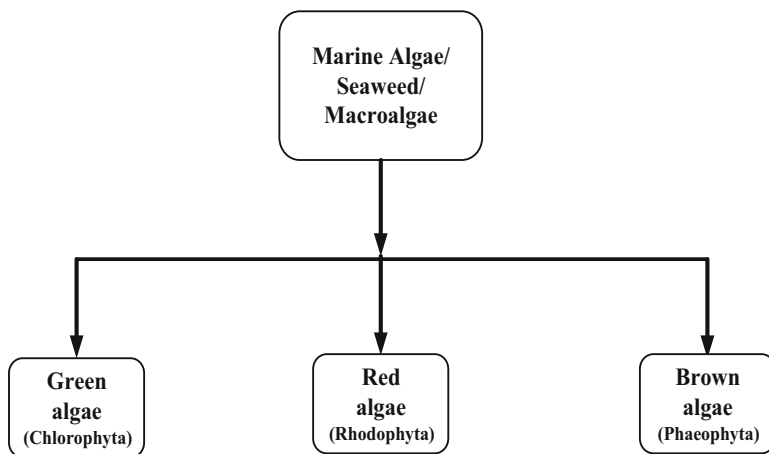 Marine Algae/
Seaweed/
Macroalgae
Green
algae
(Chlorophyta)
Red
algae
(Rhodophyta)
Brown
algae
(Phaeophyta)